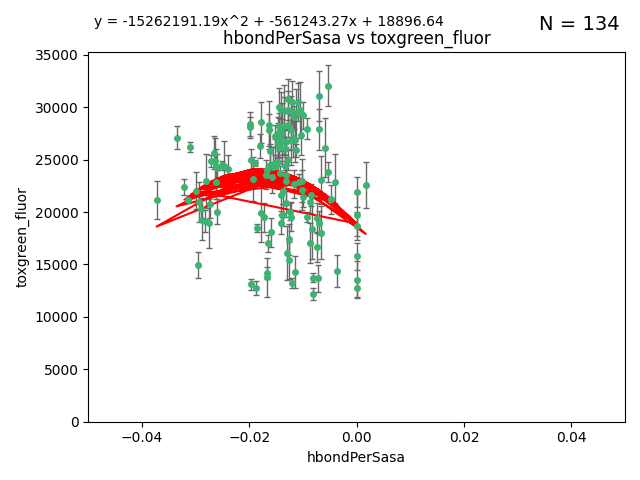 y = -15262191.19x^2 + -561243.27x + 18896.64
N = 134
hbondPerSasa vs toxgreen_fluor
35000
30000
25000
20000
15000
10000
5000
0
toxgreen_fluor
−0.04
−0.02
0.00
0.02
0.04
hbondPerSasa